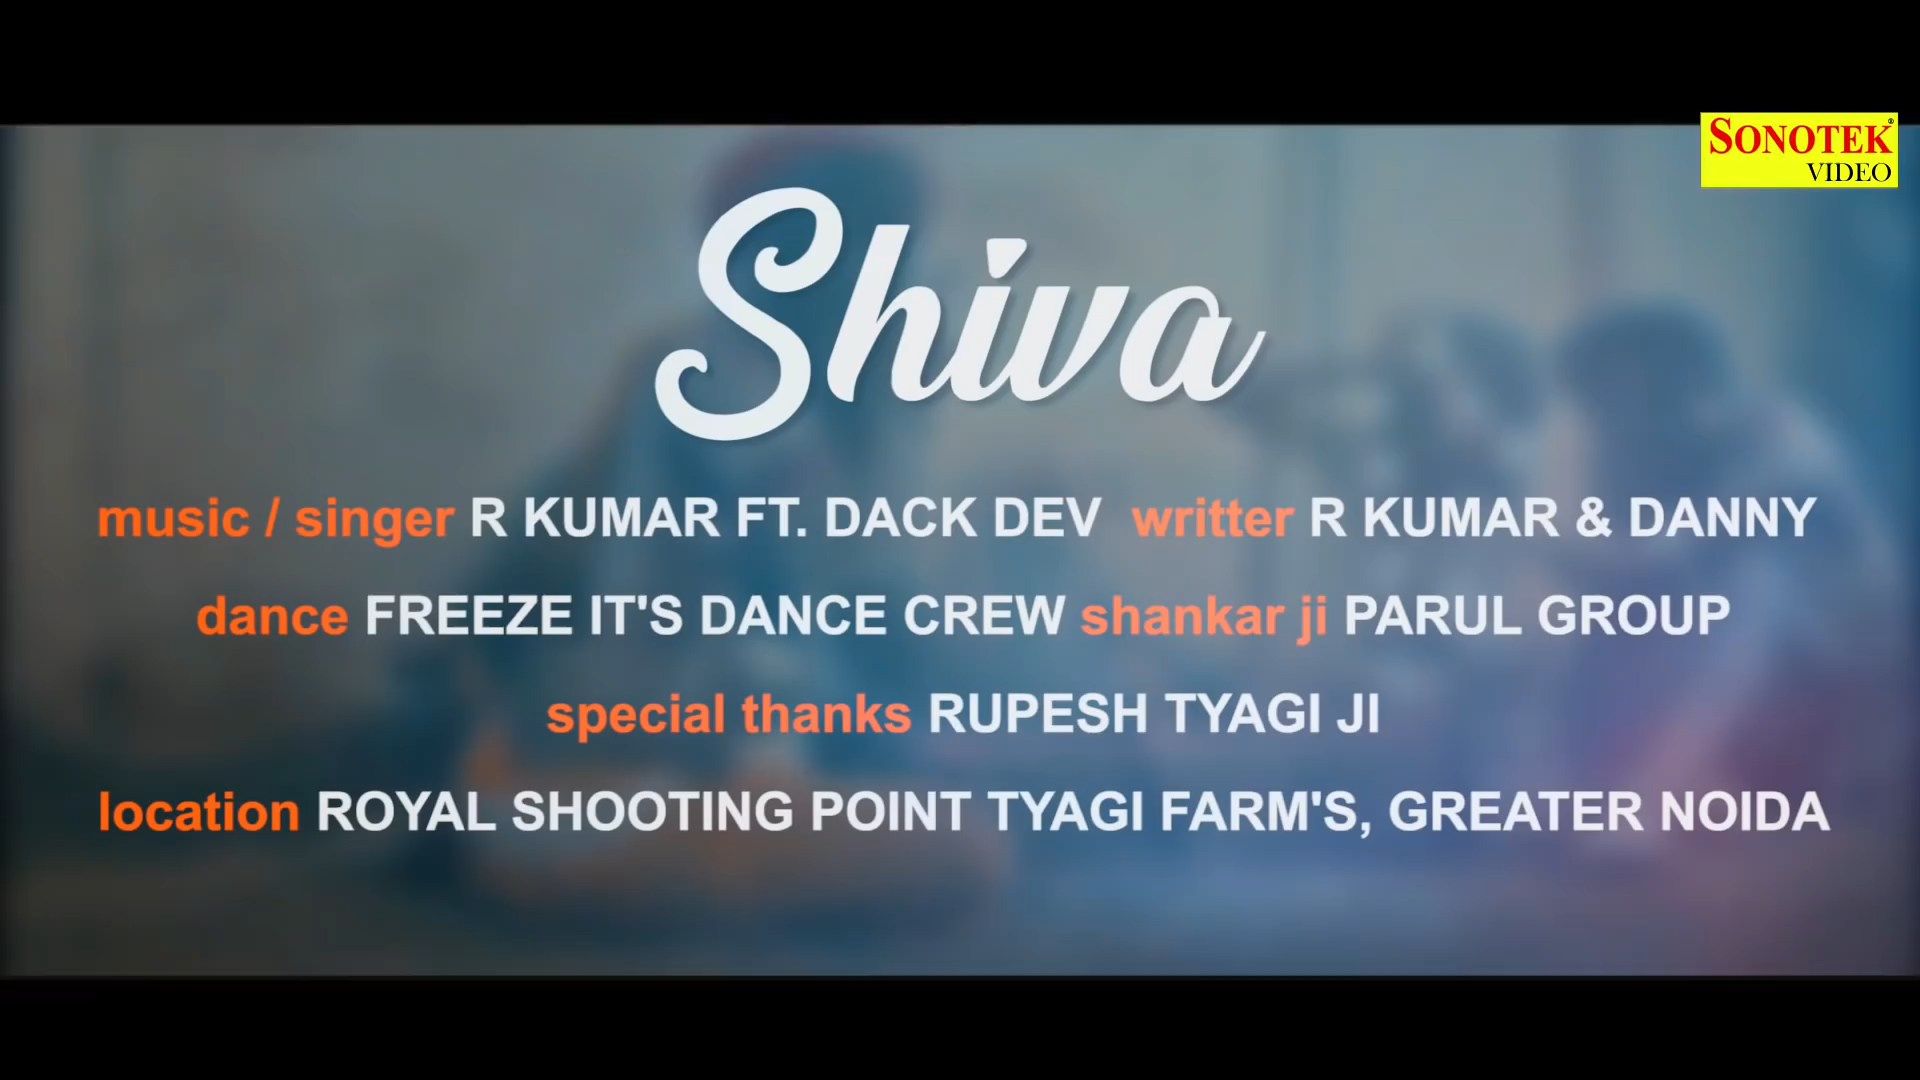 SONOTEK®
VIDEO
Shiva
music / singer R KUMAR FT. DACK DEV writter R KUMAR & DANNY
dance FREEZE IT'S DANCE CREW shankar ji PARUL GROUP
special thanks RUPESH TYAGI JI
location ROYAL SHOOTING POINT TYAGI FARM'S, GREATER NOIDA